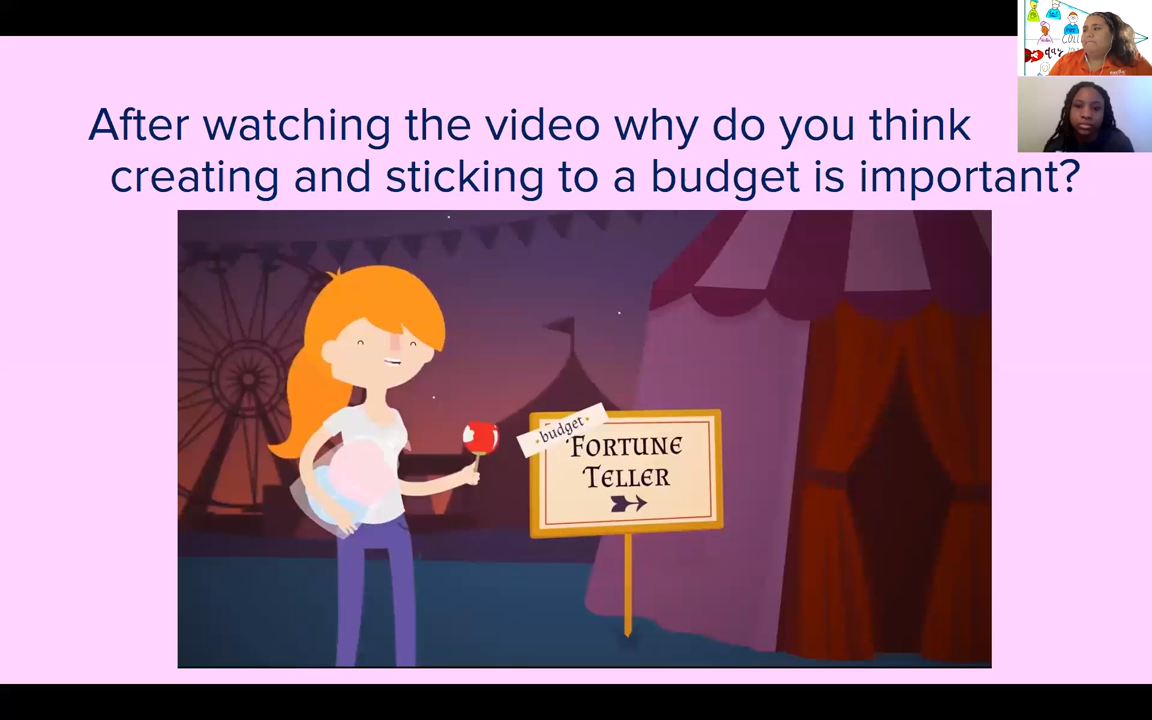 After watching the video why do you think
creating and sticking to a budget is important?
budget
FORTUNE
TELLER